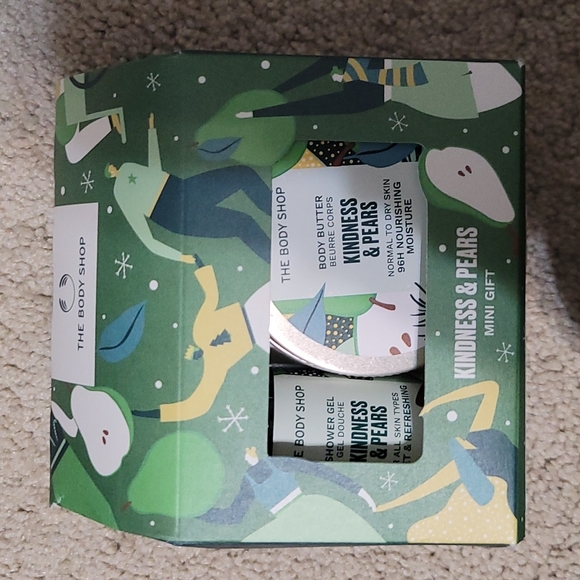 THE BODY SHOP
THE BODY SHOP
BODY BUTTER
BEURRE CORPS
KINDNESS
& PEARS
NORMAL TO DRY SKIN
96H NOURISHING
MOISTURE
E BODY SHOP
SHOWER GEL
GEL DOUCHE
KINDNESS
& PEARS
ALL SKIN TYPES
& REFRESHING
KINDNESS & PEARS
MINI GIFT